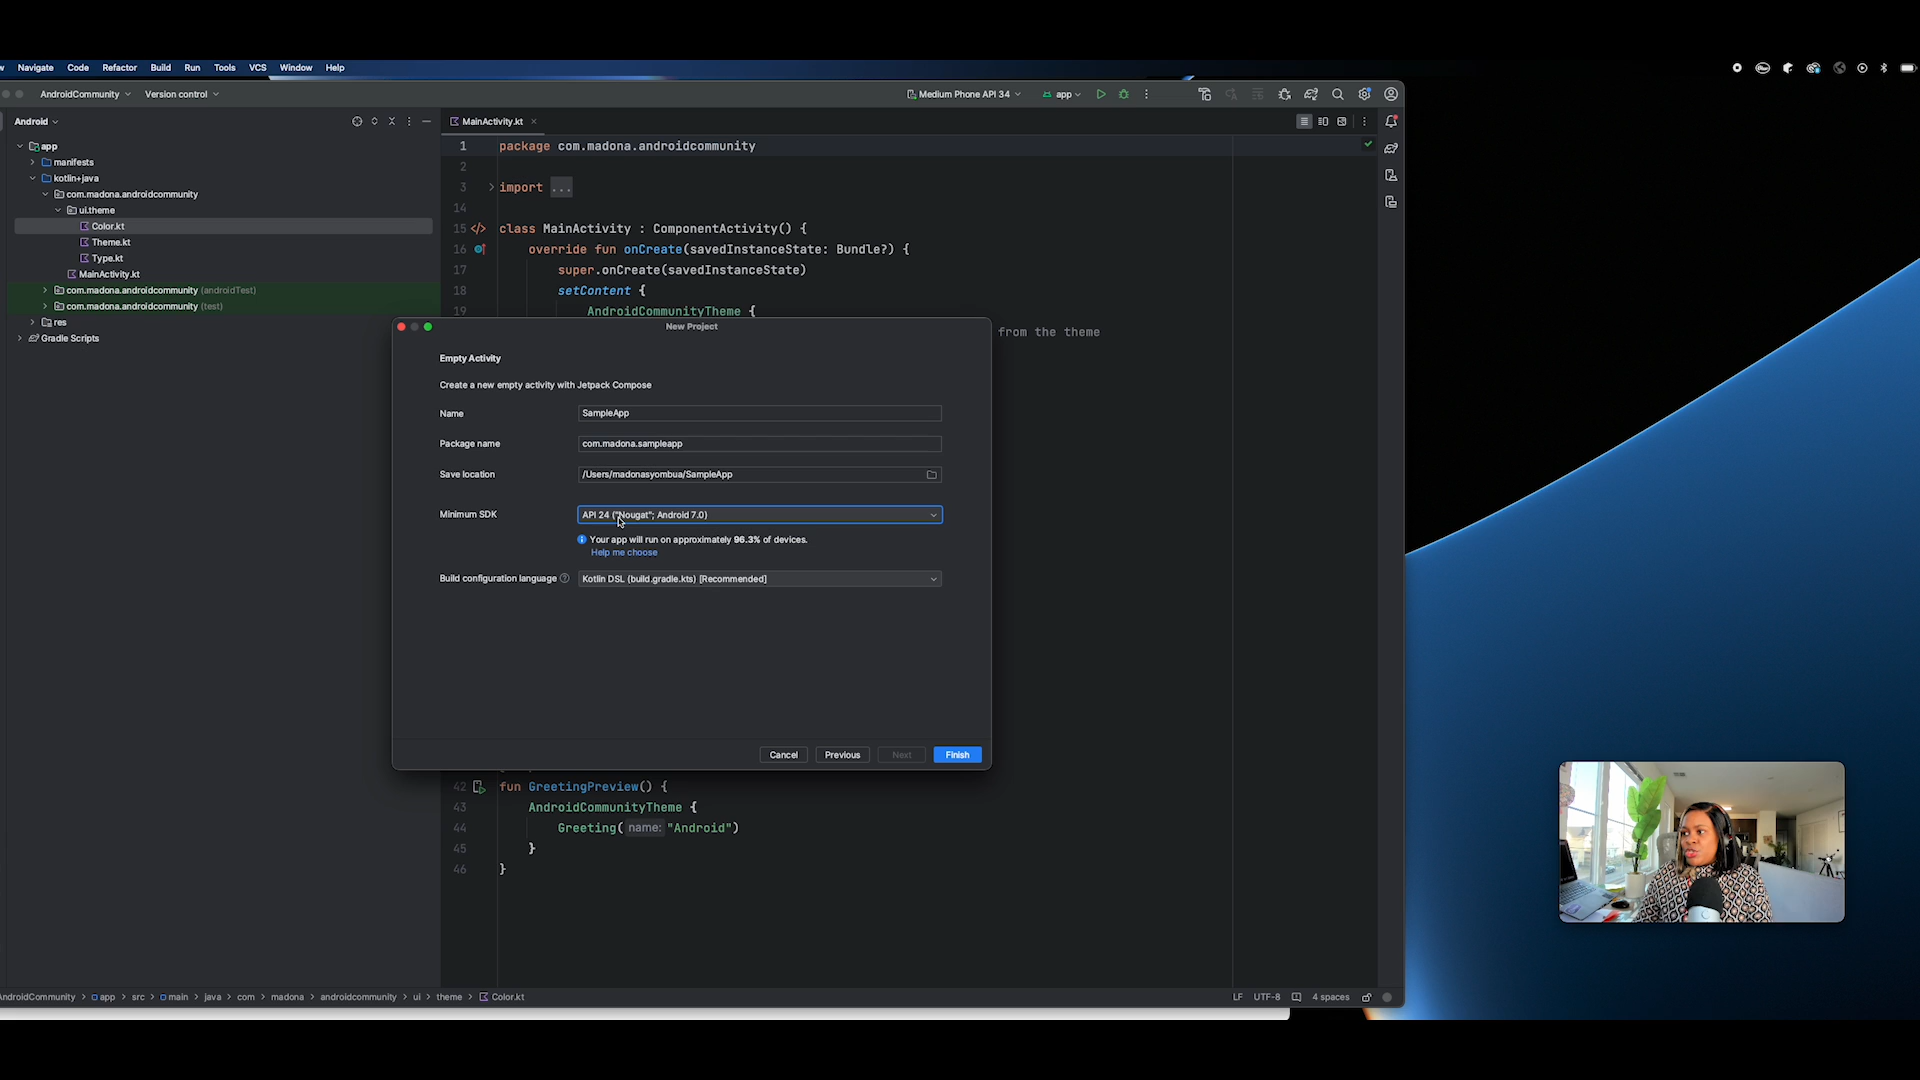 Navigate Code Refactor Build Run Tools VCS Window Help
AndroidCommunity Version control Medium Phone API 34 app
Android
MainActivity.kt
app
manifests
kotlin+java
com.madona.androidcommunity
ui.theme
Color.kt
Theme.kt
Type.kt
MainActivity.kt
com.madona.androidcommunity (androidTest)
com.madona.androidcommunity (test)
res
Gradle Scripts
1 package com.madona.androidcommunity
2
3 import ...
14
15 class MainActivity : ComponentActivity() {
16 override fun onCreate(savedInstanceState: Bundle?) {
17 super.onCreate(savedInstanceState)
18 setContent {
19 AndroidCommunityTheme {
from the theme
New Project
Empty Activity
Create a new empty activity with Jetpack Compose
Name SampleApp
Package name com.madona.sampleapp
Save location /Users/madonasyombua/SampleApp
Minimum SDK API 24 ("Nougat"; Android 7.0)
Your app will run on approximately 96.3% of devices.
Help me choose
Build configuration language Kotlin DSL (build.gradle.kts) [Recommended]
Cancel Previous Next Finish
42 fun GreetingPreview() {
43 AndroidCommunityTheme {
44 Greeting( name: "Android")
45 }
46 }
AndroidCommunity > app > src > main > java > com > madona > androidcommunity > ui > theme > Color.kt
LF UTF-8 4 spaces